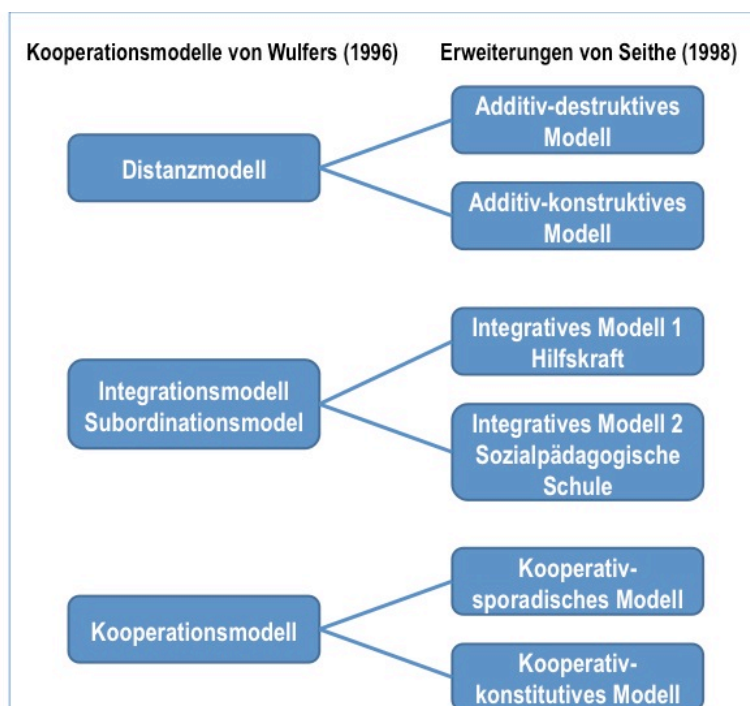 Kooperationsmodelle von Wulfers (1996)
Erweiterungen von Seithe (1998)
Distanzmodell
Additiv-destruktives
Modell
Additiv-konstruktives
Modell
Integrationsmodell
Subordinationsmodel
Integratives Modell 1
Hilfskraft
Integratives Modell 2
Sozialpädagogische
Schule
Kooperationsmodell
Kooperativ-
sporadisches Modell
Kooperativ-
konstitutives Modell